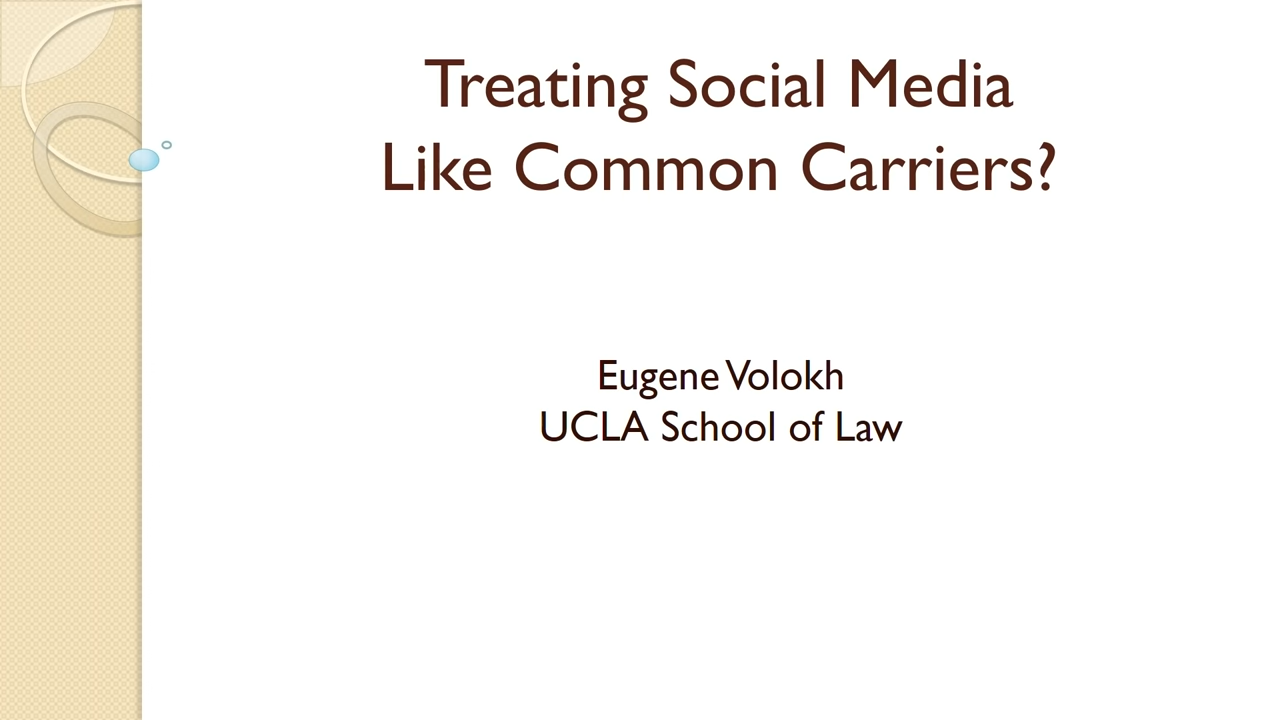 Treating Social Media
Like Common Carriers?
Eugene Volokh
UCLA School of Law